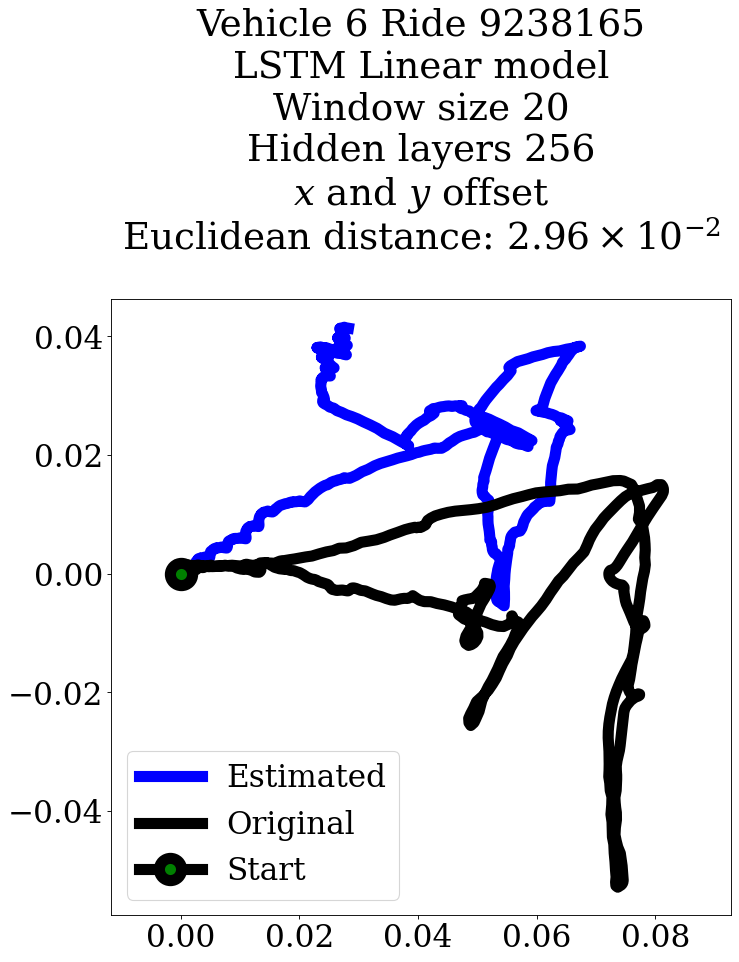 Vehicle 6 Ride 9238165
LSTM Linear model
Window size 20
Hidden layers 256
x and y offset
Euclidean distance: 2.96 × 10⁻²
0.04
0.02
0.00
−0.02
−0.04
Estimated
Original
Start
0.00 0.02 0.04 0.06 0.08